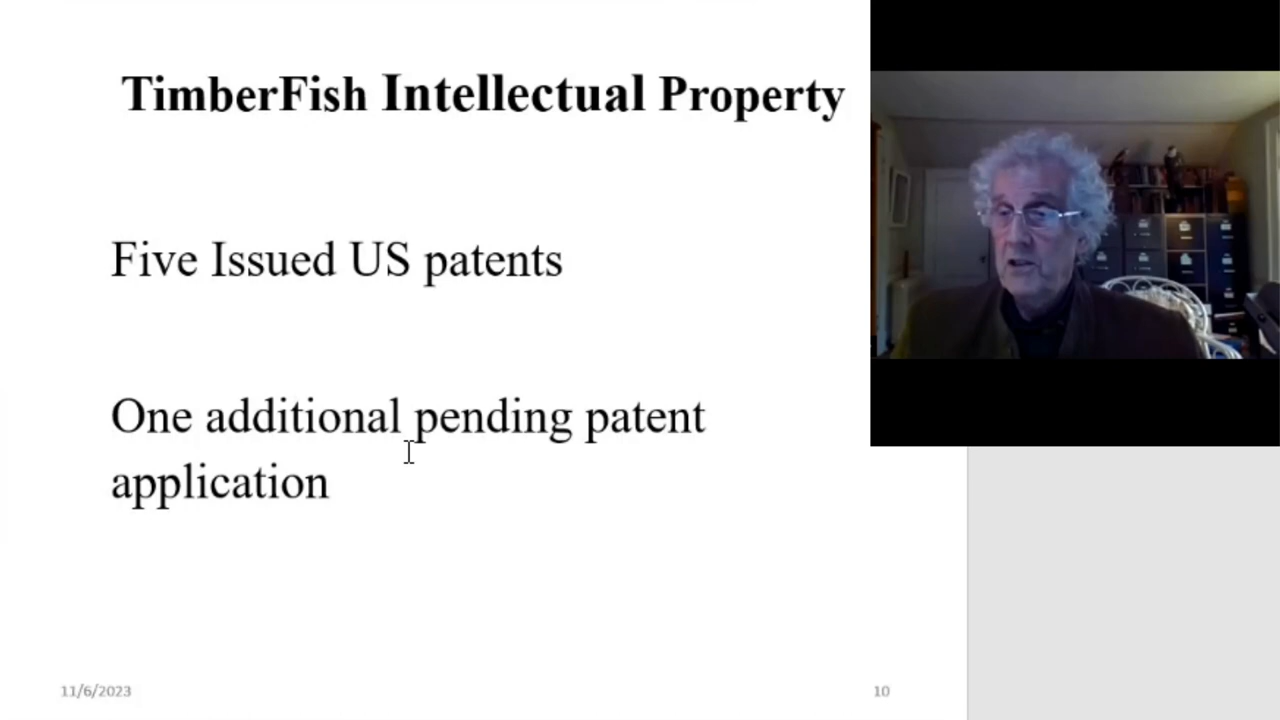 TimberFish Intellectual Property
Five Issued US patents
One additional pending patent
application
11/6/2023
10